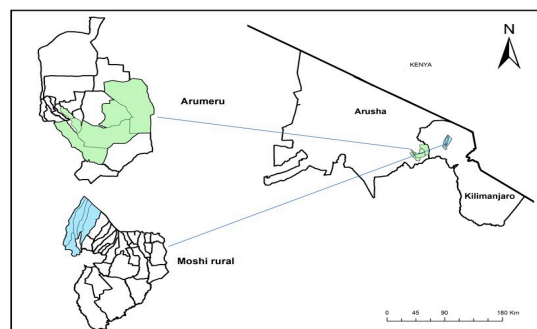 N
KENYA
Arumeru
Arusha
Kilimanjaro
Moshi rural
0 45 90 180 Km